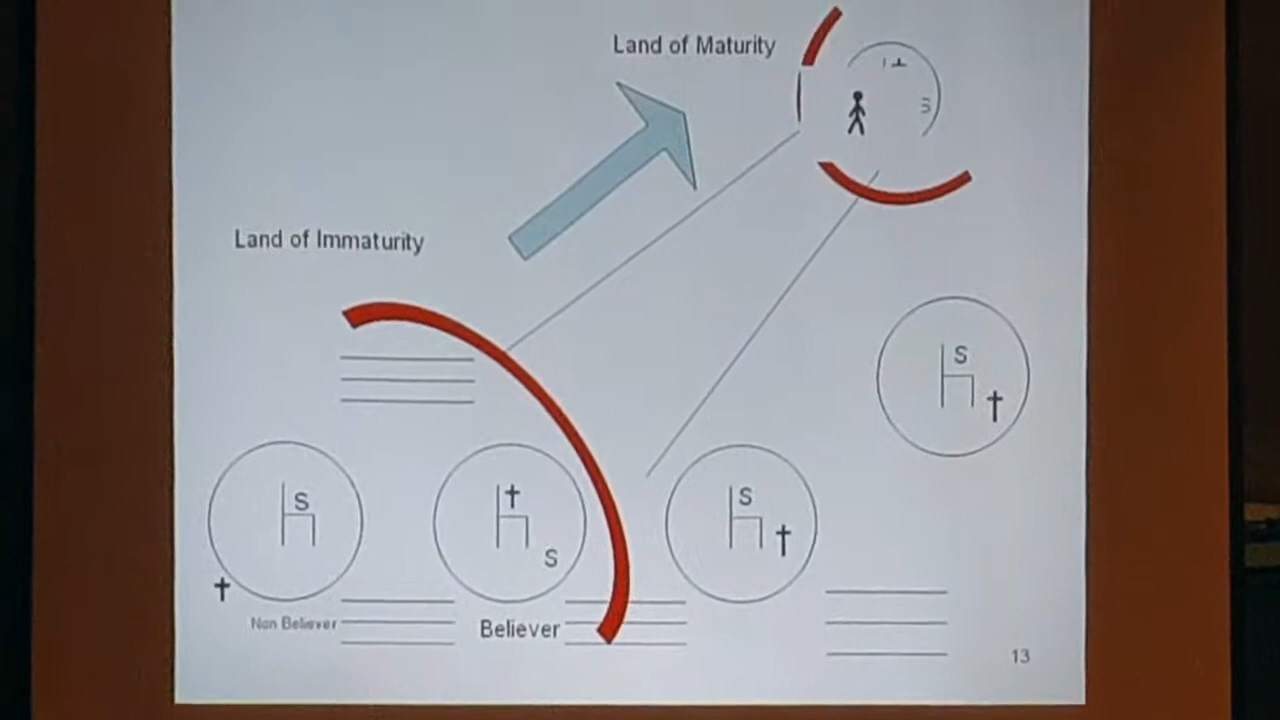 Land of Maturity
Land of Immaturity
S
S
S
S
Non Believer
Believer
13